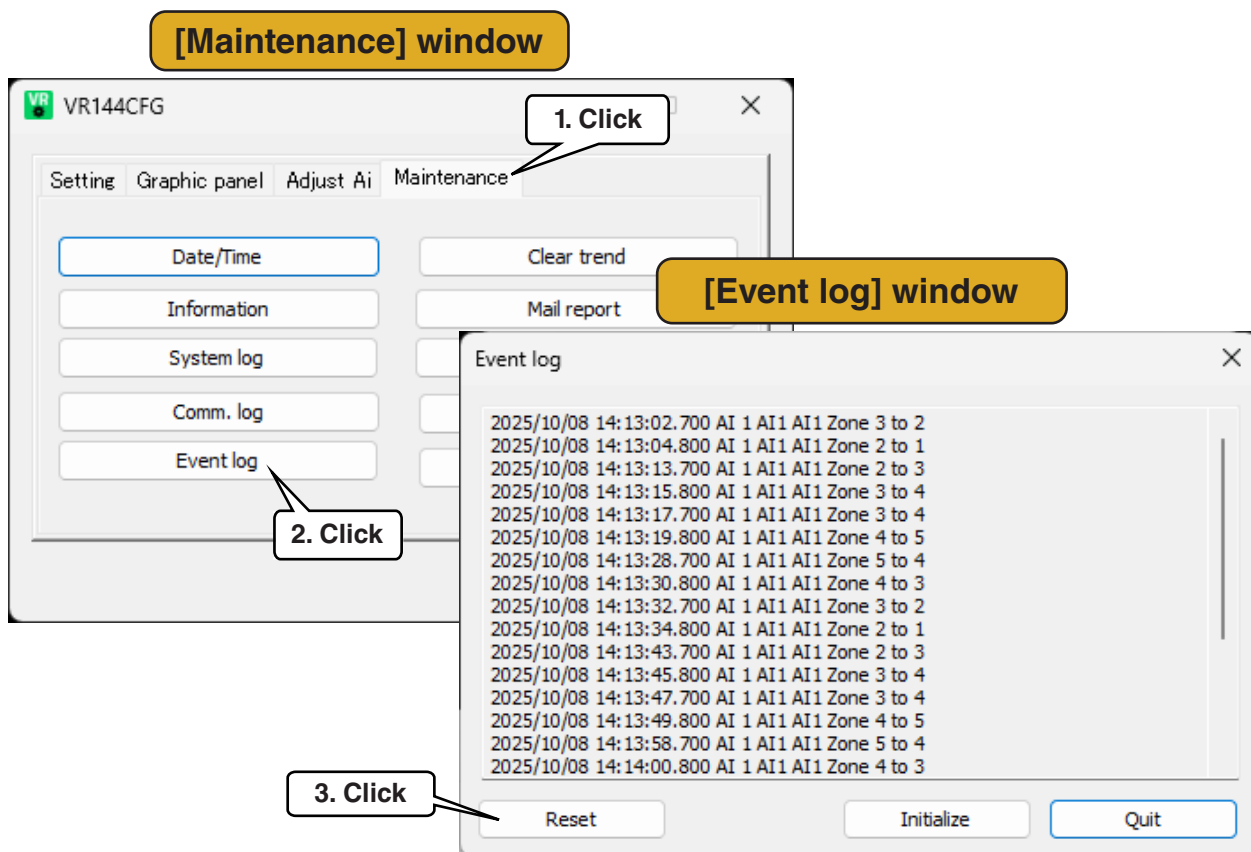 [Maintenance] window
VR
VR144CFG
1. Click
Setting Graphic panel Adjust Ai Maintenance
Date/Time Clear trend
Information Mail report
System log
Comm. log
Event log
2. Click
[Event log] window
Event log
2025/10/08 14:13:02.700 AI 1 AI1 AI1 Zone 3 to 2
2025/10/08 14:13:04.800 AI 1 AI1 AI1 Zone 2 to 1
2025/10/08 14:13:13.700 AI 1 AI1 AI1 Zone 2 to 3
2025/10/08 14:13:15.800 AI 1 AI1 AI1 Zone 3 to 4
2025/10/08 14:13:17.700 AI 1 AI1 AI1 Zone 3 to 4
2025/10/08 14:13:19.800 AI 1 AI1 AI1 Zone 4 to 5
2025/10/08 14:13:28.700 AI 1 AI1 AI1 Zone 5 to 4
2025/10/08 14:13:30.800 AI 1 AI1 AI1 Zone 4 to 3
2025/10/08 14:13:32.700 AI 1 AI1 AI1 Zone 3 to 2
2025/10/08 14:13:34.800 AI 1 AI1 AI1 Zone 2 to 1
2025/10/08 14:13:43.700 AI 1 AI1 AI1 Zone 2 to 3
2025/10/08 14:13:45.800 AI 1 AI1 AI1 Zone 3 to 4
2025/10/08 14:13:47.700 AI 1 AI1 AI1 Zone 3 to 4
2025/10/08 14:13:49.800 AI 1 AI1 AI1 Zone 4 to 5
2025/10/08 14:13:58.700 AI 1 AI1 AI1 Zone 5 to 4
2025/10/08 14:14:00.800 AI 1 AI1 AI1 Zone 4 to 3
3. Click
Reset Initialize Quit